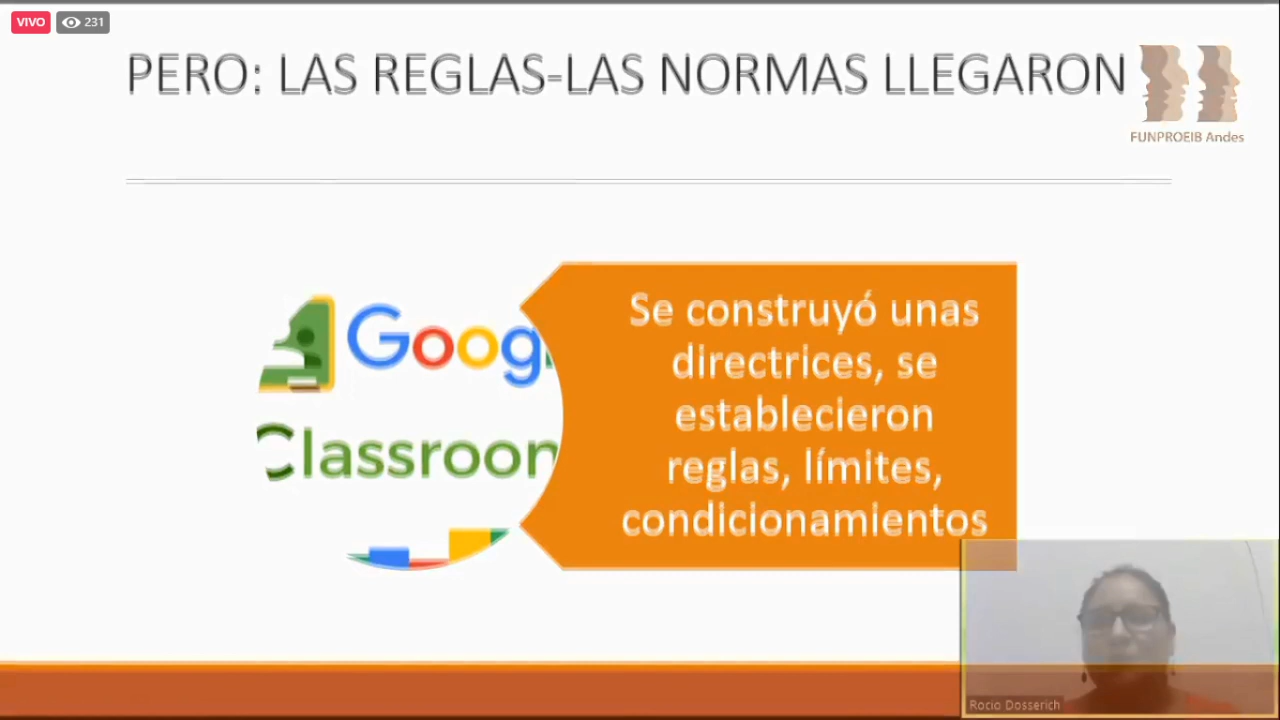 VIVO 231
PERO: LAS REGLAS-LAS NORMAS LLEGARON
FUNPROEIB Andes
Goog
Classroom
Se construyó unas
directrices, se
establecieron
reglas, límites,
condicionamientos
Rocio Dosserich